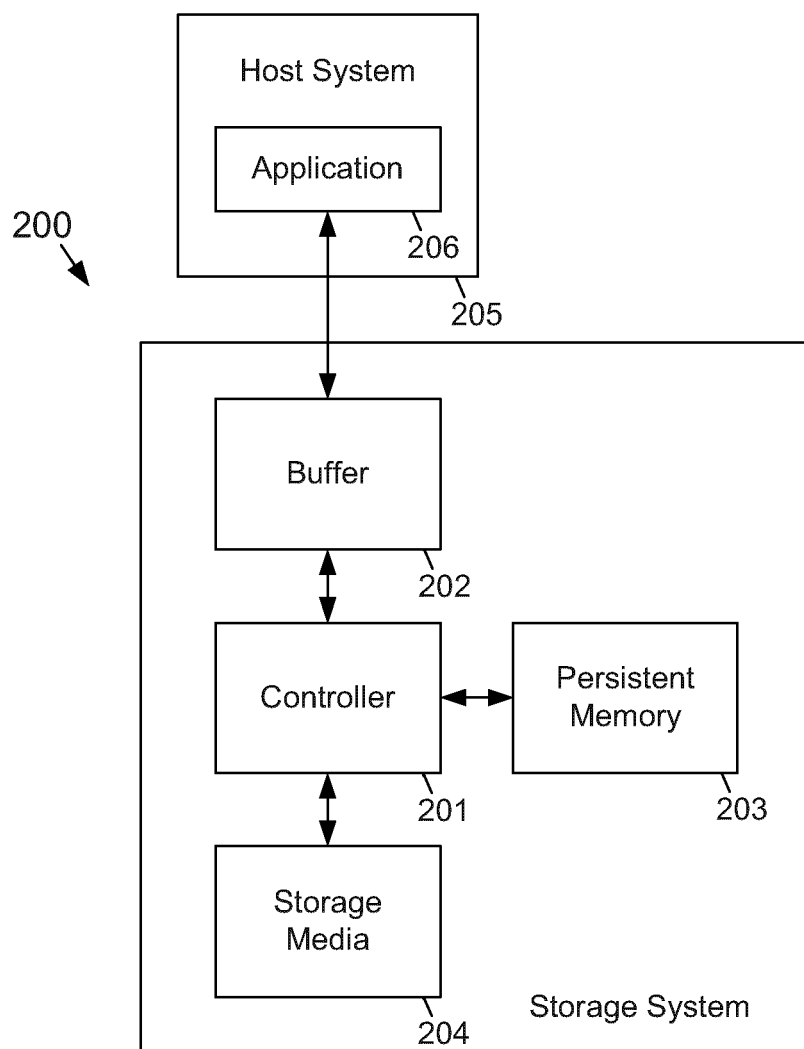 Host System
Application
206
200
205
Buffer
202
Controller
Persistent
Memory
201
203
Storage
Media
204
Storage System